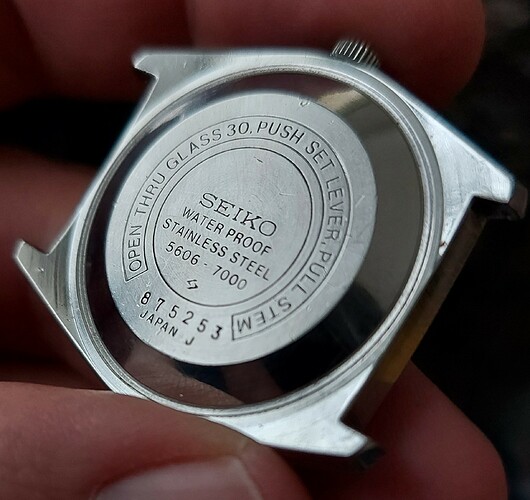 OPEN THRU GLASS 30, PUSH SET LEVER, PULL STEM
SEIKO
WATER PROOF
STAINLESS STEEL
5606-7000
875253
JAPAN J